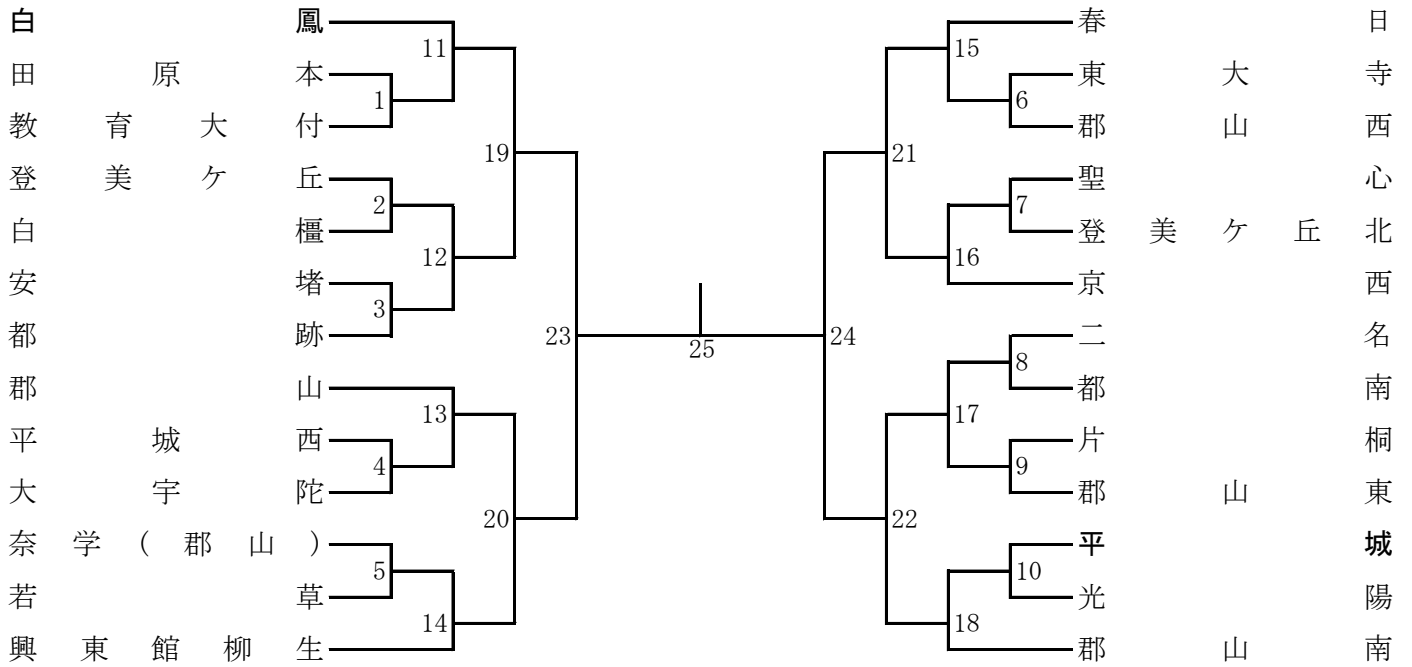 白鳳 春日
11 15
田原本 東大寺
1 6
教育大付 郡山西
19 21
登美ケ丘 聖心
2 7
白橿 登美ケ丘北
12 16
安堵 京西
3
都跡 23 25 24 二名
8
郡山 都南
13 17
平城西 片桐
4 9
大宇陀 郡山東
20 22
奈学(郡山) 平城
5 10
若草 光陽
14 18
興東館柳生 郡山南